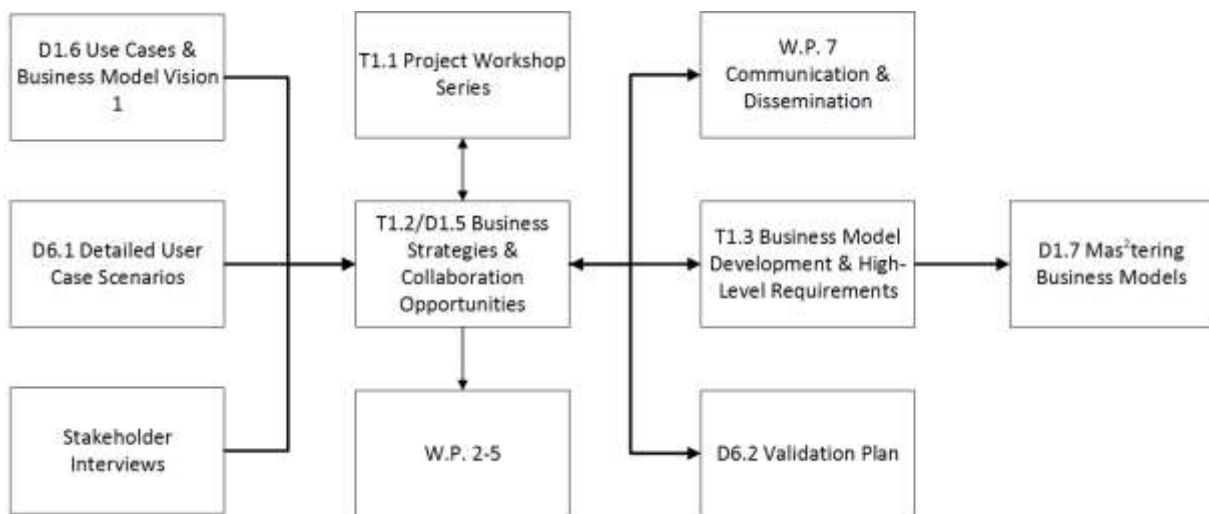 D1.6 Use Cases &
Business Model Vision
1
T1.1 Project Workshop
Series
W.P. 7
Communication &
Dissemination
D6.1 Detailed User
Case Scenarios
T1.2/D1.5 Business
Strategies &
Collaboration
Opportunities
T1.3 Business Model
Development & High-
Level Requirements
D1.7 Mas²tering
Business Models
Stakeholder
Interviews
W.P. 2-5
D6.2 Validation Plan